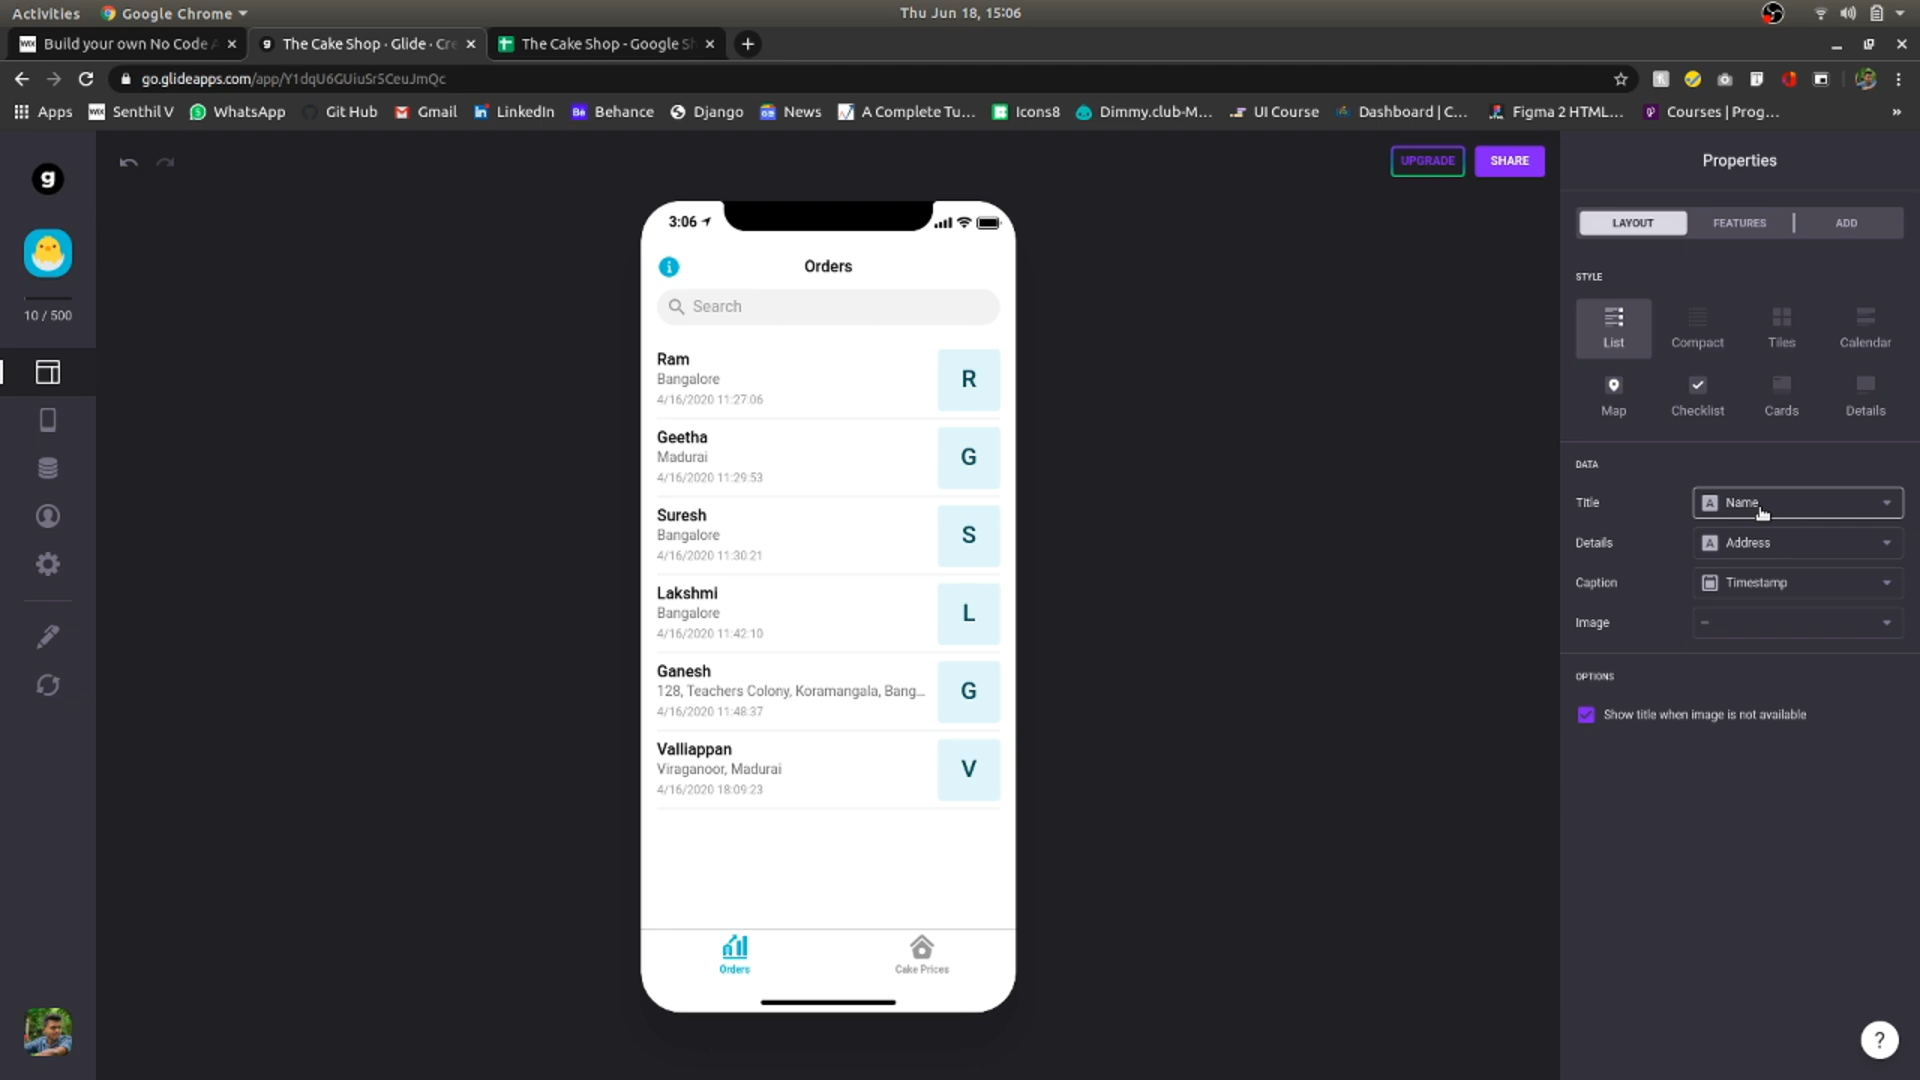 Activities Google Chrome Thu Jun 18, 15:06
Build your own No Code A The Cake Shop · Glide · Cre The Cake Shop - Google Sh
go.glideapps.com/app/Y1dqU6GUiuSr5CeuJmQc
Apps Senthil V WhatsApp Git Hub Gmail LinkedIn Behance Django News A Complete Tu... Icons8 Dimmy.club-M... UI Course Dashboard | C... Figma 2 HTML... Courses | Prog... »
g
10 / 500
UPGRADE SHARE
3:06
Orders
Search
Ram
Bangalore
4/16/2020 11:27:06
R
Geetha
Madurai
4/16/2020 11:29:53
G
Suresh
Bangalore
4/16/2020 11:30:21
S
Lakshmi
Bangalore
4/16/2020 11:42:10
L
Ganesh
128, Teachers Colony, Koramangala, Bang...
4/16/2020 11:48:37
G
Valliappan
Viraganoor, Madurai
4/16/2020 18:09:23
V
Orders Cake Prices
Properties
LAYOUT FEATURES ADD
STYLE
List Compact Tiles Calendar
Map Checklist Cards Details
DATA
Title A Name
Details A Address
Caption Timestamp
Image –
OPTIONS
Show title when image is not available
?